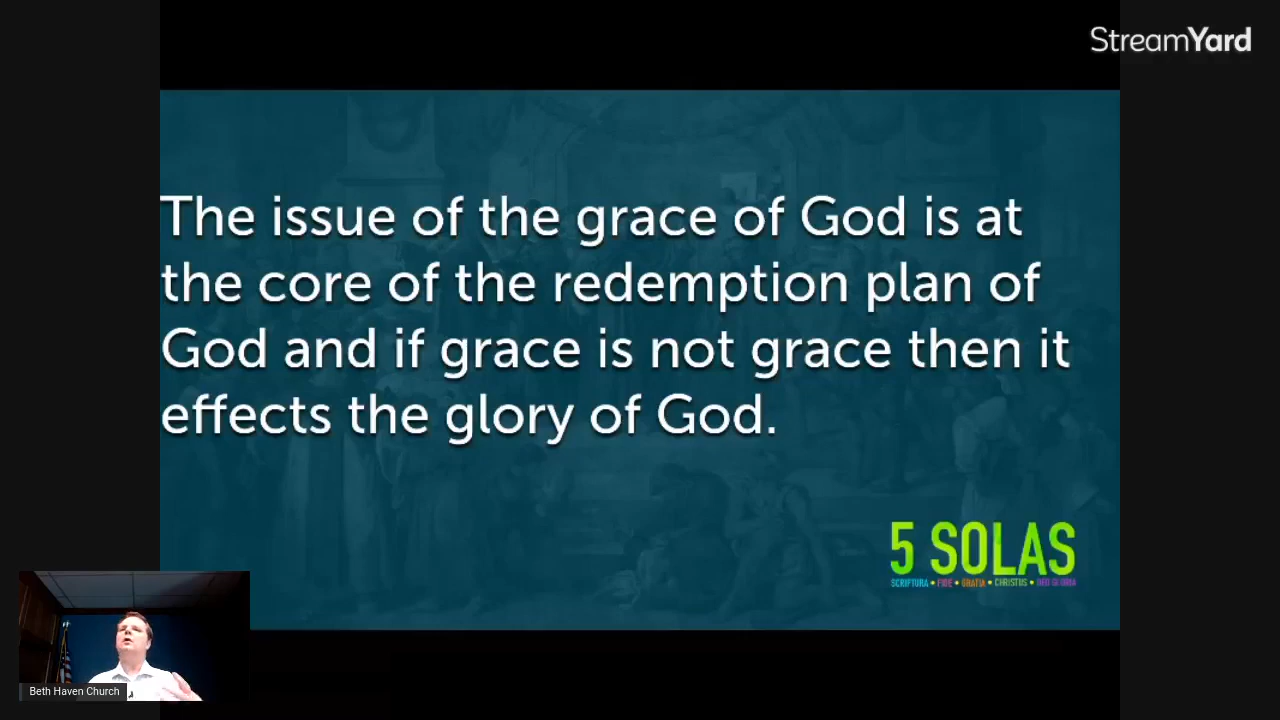 StreamYard
The issue of the grace of God is at
the core of the redemption plan of
God and if grace is not grace then it
effects the glory of God.
5 SOLAS
SCRIPTURA • FIDE • GRATIA • CHRISTUS • DEO GLORIA
Beth Haven Church